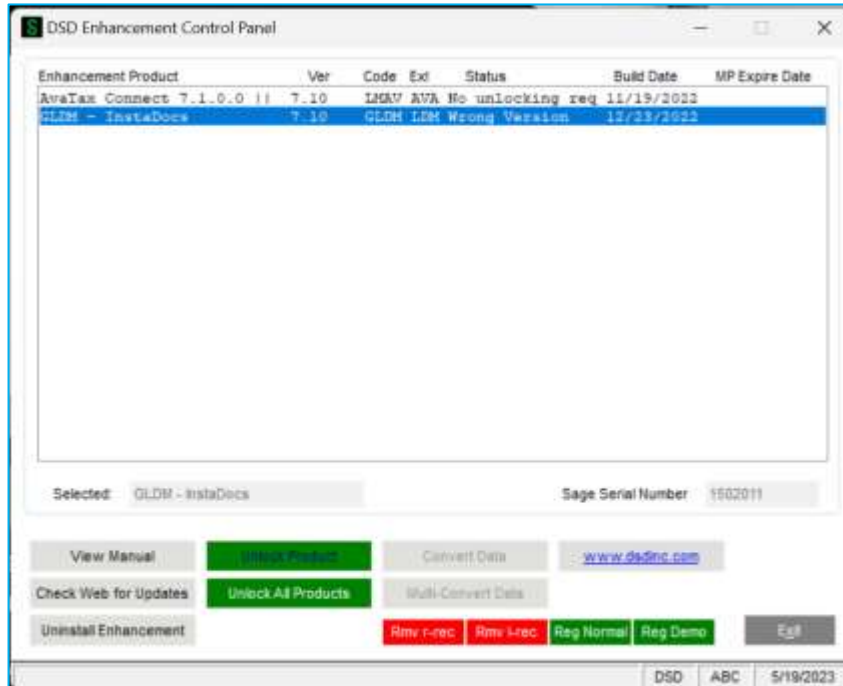 DSD Enhancement Control Panel
Enhancement Product Ver Code Ext Status Build Date MP Expire Date
AvaTax Connect 7.1.0.0 || 7.10 LMAV AVA No unlocking req 11/19/2022
GLDM - InstaDocs 7.10 GLDM LDM Wrong Version 12/23/2022
Selected: GLDM - InstaDocs Sage Serial Number 1502011
View Manual Unlock Product Convert Data www.dsdinc.com
Check Web for Updates Unlock All Products Multi-Convert Data
Uninstall Enhancement Rmv r-rec Rmv l-rec Reg Normal Reg Demo Exit
DSD ABC 5/19/2023